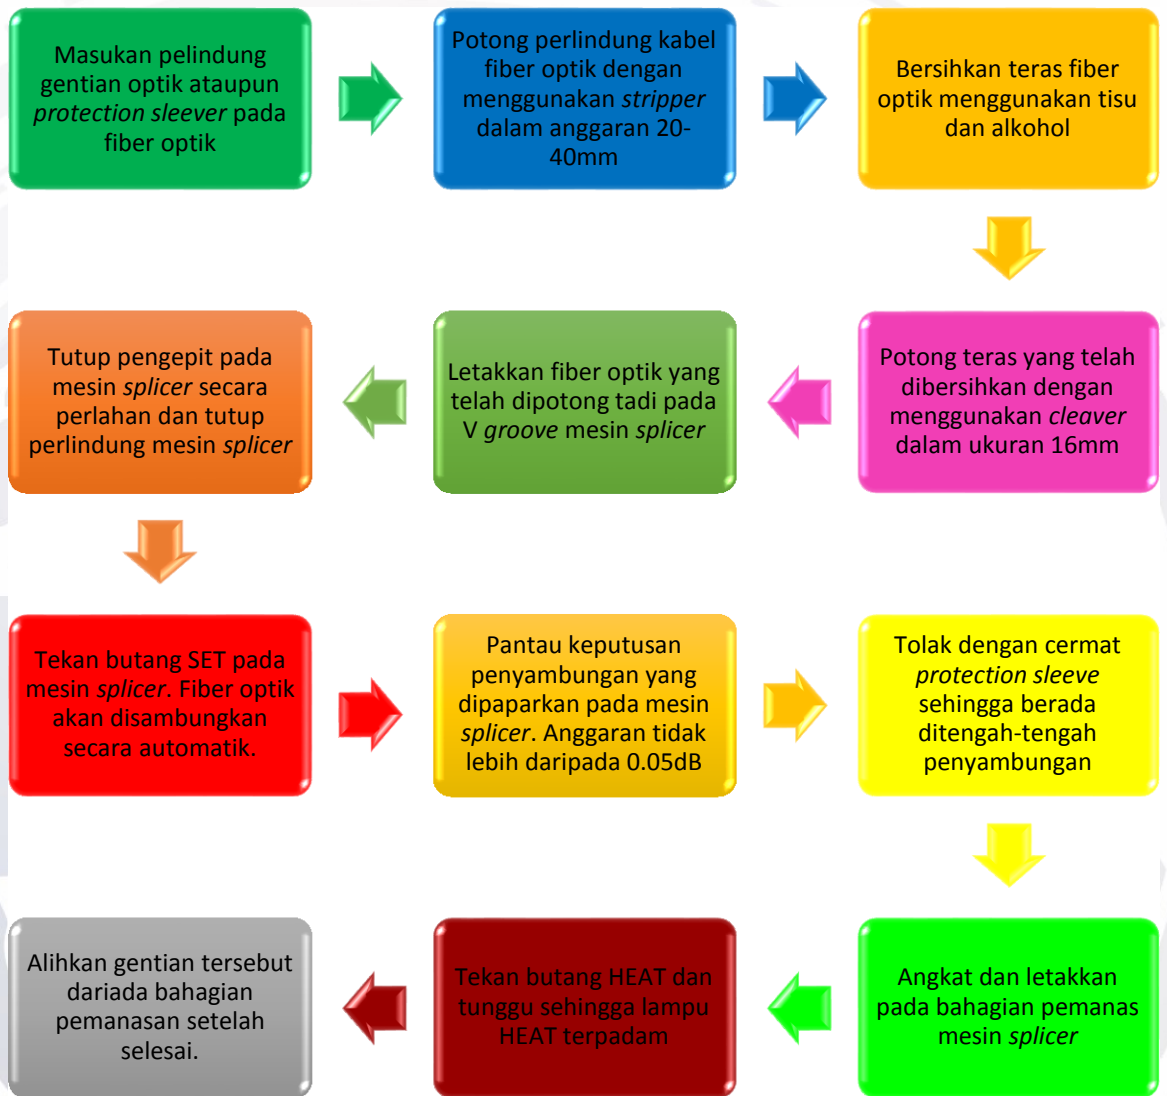 Masukan pelindung
gentian optik ataupun
protection sleever pada
fiber optik
Potong perlindung kabel
fiber optik dengan
menggunakan stripper
dalam anggaran 20-
40mm
Bersihkan teras fiber
optik menggunakan tisu
dan alkohol
Potong teras yang telah
dibersihkan dengan
menggunakan cleaver
dalam ukuran 16mm
Letakkan fiber optik yang
telah dipotong tadi pada
V groove mesin splicer
Tutup pengepit pada
mesin splicer secara
perlahan dan tutup
perlindung mesin splicer
Tekan butang SET pada
mesin splicer. Fiber optik
akan disambungkan
secara automatik.
Pantau keputusan
penyambungan yang
dipaparkan pada mesin
splicer. Anggaran tidak
lebih daripada 0.05dB
Tolak dengan cermat
protection sleeve
sehingga berada
ditengah-tengah
penyambungan
Angkat dan letakkan
pada bahagian pemanas
mesin splicer
Tekan butang HEAT dan
tunggu sehingga lampu
HEAT terpadam
Alihkan gentian tersebut
dariada bahagian
pemanasan setelah
selesai.